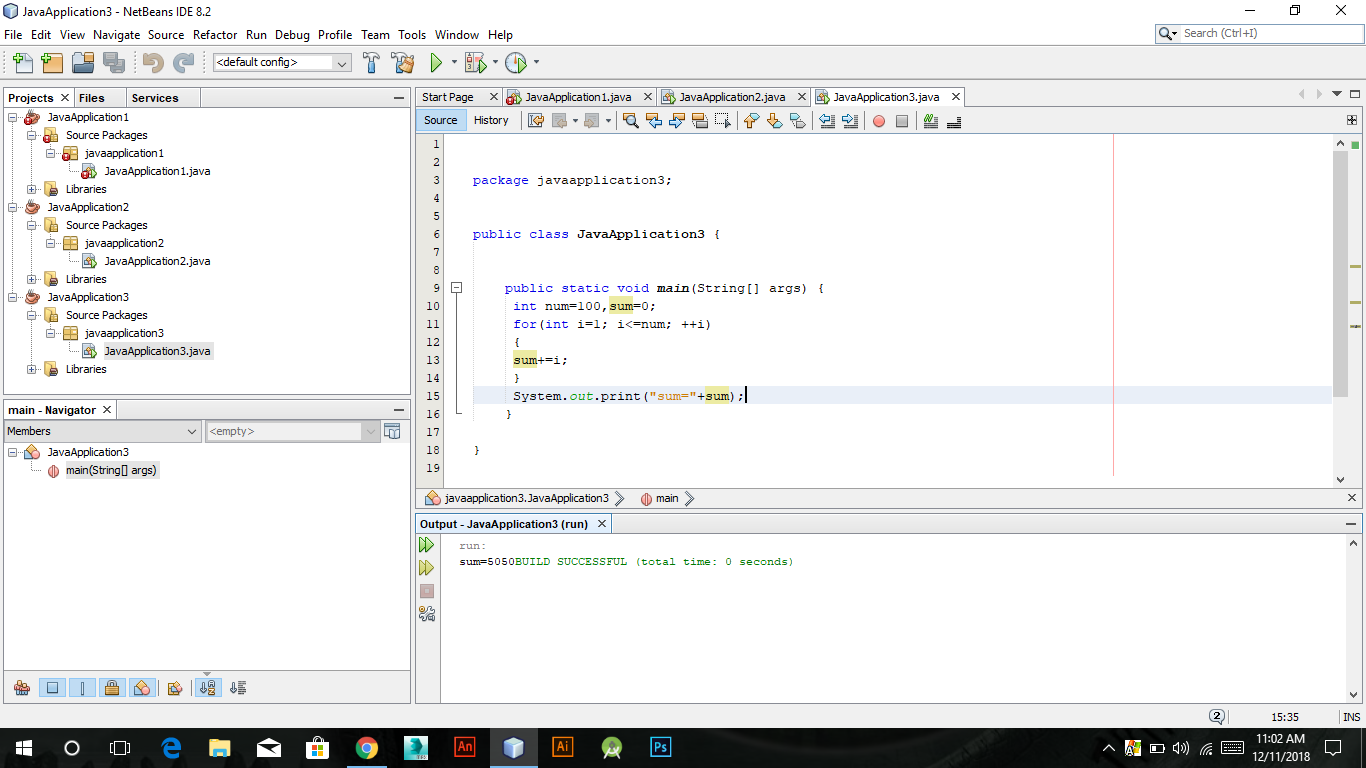 JavaApplication3 - NetBeans IDE 8.2
File Edit View Navigate Source Refactor Run Debug Profile Team Tools Window Help
Search (Ctrl+I)
<default config>
Projects Files Services
JavaApplication1
Source Packages
javaapplication1
JavaApplication1.java
Libraries
JavaApplication2
Source Packages
javaapplication2
JavaApplication2.java
Libraries
JavaApplication3
Source Packages
javaapplication3
JavaApplication3.java
Libraries
main - Navigator
Members <empty>
JavaApplication3
main(String[] args)
Start Page JavaApplication1.java JavaApplication2.java JavaApplication3.java
Source History
1
2
3 package javaapplication3;
4
5
6 public class JavaApplication3 {
7
8
9 public static void main(String[] args) {
10 int num=100,sum=0;
11 for(int i=1; i<=num; ++i)
12 {
13 sum+=i;
14 }
15 System.out.print("sum="+sum);
16 }
17
18 }
19
javaapplication3.JavaApplication3 main
Output - JavaApplication3 (run)
run:
sum=5050BUILD SUCCESSFUL (total time: 0 seconds)
2 15:35 INS
An Ai Ps
11:02 AM
12/11/2018